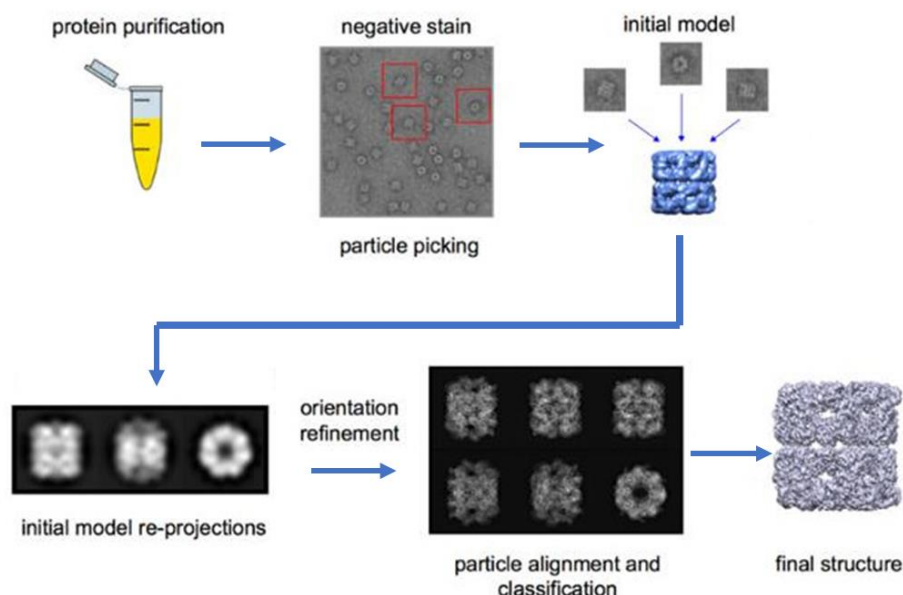 protein purification
negative stain
initial model
particle picking
orientation
refinement
initial model re-projections
particle alignment and
classification
final structure